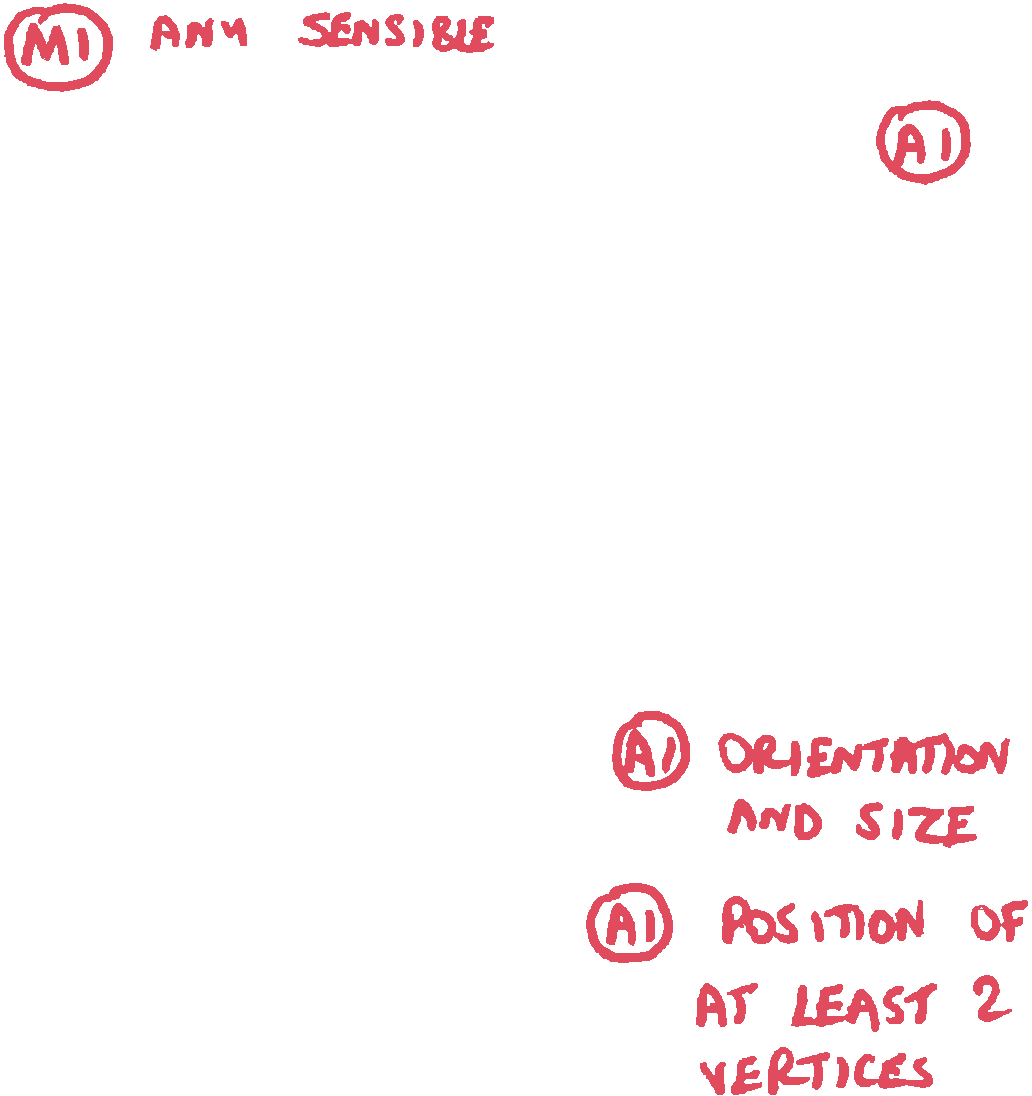 M1 ANY SENSIBLE
A1
A1 ORIENTATION
AND SIZE
A1 POSITION OF
AT LEAST 2
VERTICES